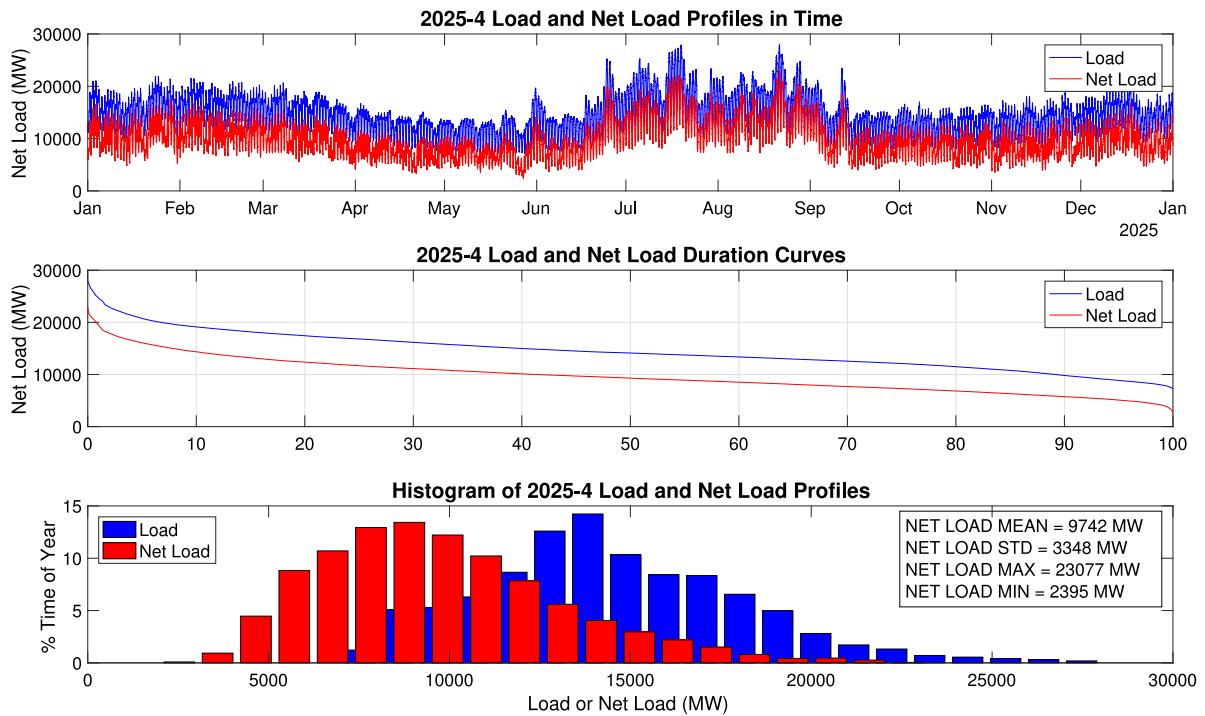 2025-4 Load and Net Load Profiles in Time
Net Load (MW)
30000
20000
10000
0
Load
Net Load
Jan Feb Mar Apr May Jun Jul Aug Sep Oct Nov Dec Jan
2025
2025-4 Load and Net Load Duration Curves
Net Load (MW)
30000
20000
10000
0
Load
Net Load
0 10 20 30 40 50 60 70 80 90 100
Histogram of 2025-4 Load and Net Load Profiles
% Time of Year
15
10
5
0
Load
Net Load
NET LOAD MEAN = 9742 MW
NET LOAD STD = 3348 MW
NET LOAD MAX = 23077 MW
NET LOAD MIN = 2395 MW
0 5000 10000 15000 20000 25000 30000
Load or Net Load (MW)